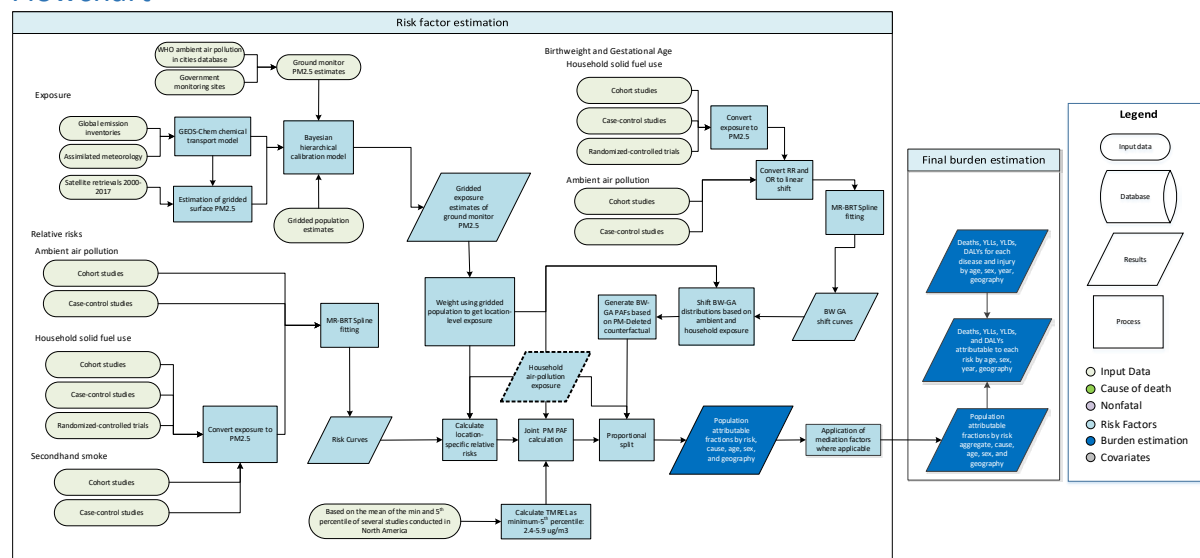 Flowchart
Risk factor estimation
WHO ambient air pollution
in cities database
Government
monitoring sites
Ground monitor
PM2.5 estimates
Exposure
Global emission
inventories
Assimilated meteorology
Satellite retrievals 2000-
2017
GEOS-Chem chemical
transport model
Estimation of gridded
surface PM2.5
Bayesian
hierarchical
calibration model
Gridded population
estimates
Gridded
exposure
estimates of
ground monitor
PM2.5
Relative risks
Ambient air pollution
Cohort studies
Case-control studies
MR-BRT Spline
fitting
Household solid fuel use
Cohort studies
Case-control studies
Randomized-controlled trials
Convert exposure to
PM2.5
Secondhand smoke
Cohort studies
Case-control studies
Risk Curves
Weight using gridded
population to get location-
level exposure
Birthweight and Gestational Age
Household solid fuel use
Cohort studies
Case-control studies
Randomized-controlled trials
Convert
exposure to
PM2.5
Ambient air pollution
Cohort studies
Case-control studies
Convert RR and
OR to linear
shift
MR-BRT Spline
fitting
BW GA
shift curves
Shift BW-GA
distributions based on
ambient and
household exposure
Generate BW-
GA PAFs based
on PM-Deleted
counterfactual
Household
air-pollution
exposure
Calculate
location-
specific relative
risks
Joint PM PAF
calculation
Proportional
split
Based on the mean of the min and 5th
percentile of several studies conducted in
North America
Calculate TMREL as
minimum-5th percentile:
2.4-5.9 ug/m3
Population
attributable
fractions by risk,
cause, age, sex,
and geography
Application of
mediation factors
where applicable
Final burden estimation
Deaths, YLLs, YLDs,
DALYs for each
disease and injury
by age, sex, year,
geography
Deaths, YLLs, YLDs,
and DALYs
attributable to each
risk by age, sex,
year, geography
Population
attributable
fractions by risk
aggregate, cause,
age, sex, and
geography
Legend
Input data
Database
Results
Process
Input Data
Cause of death
Nonfatal
Risk Factors
Burden estimation
Covariates